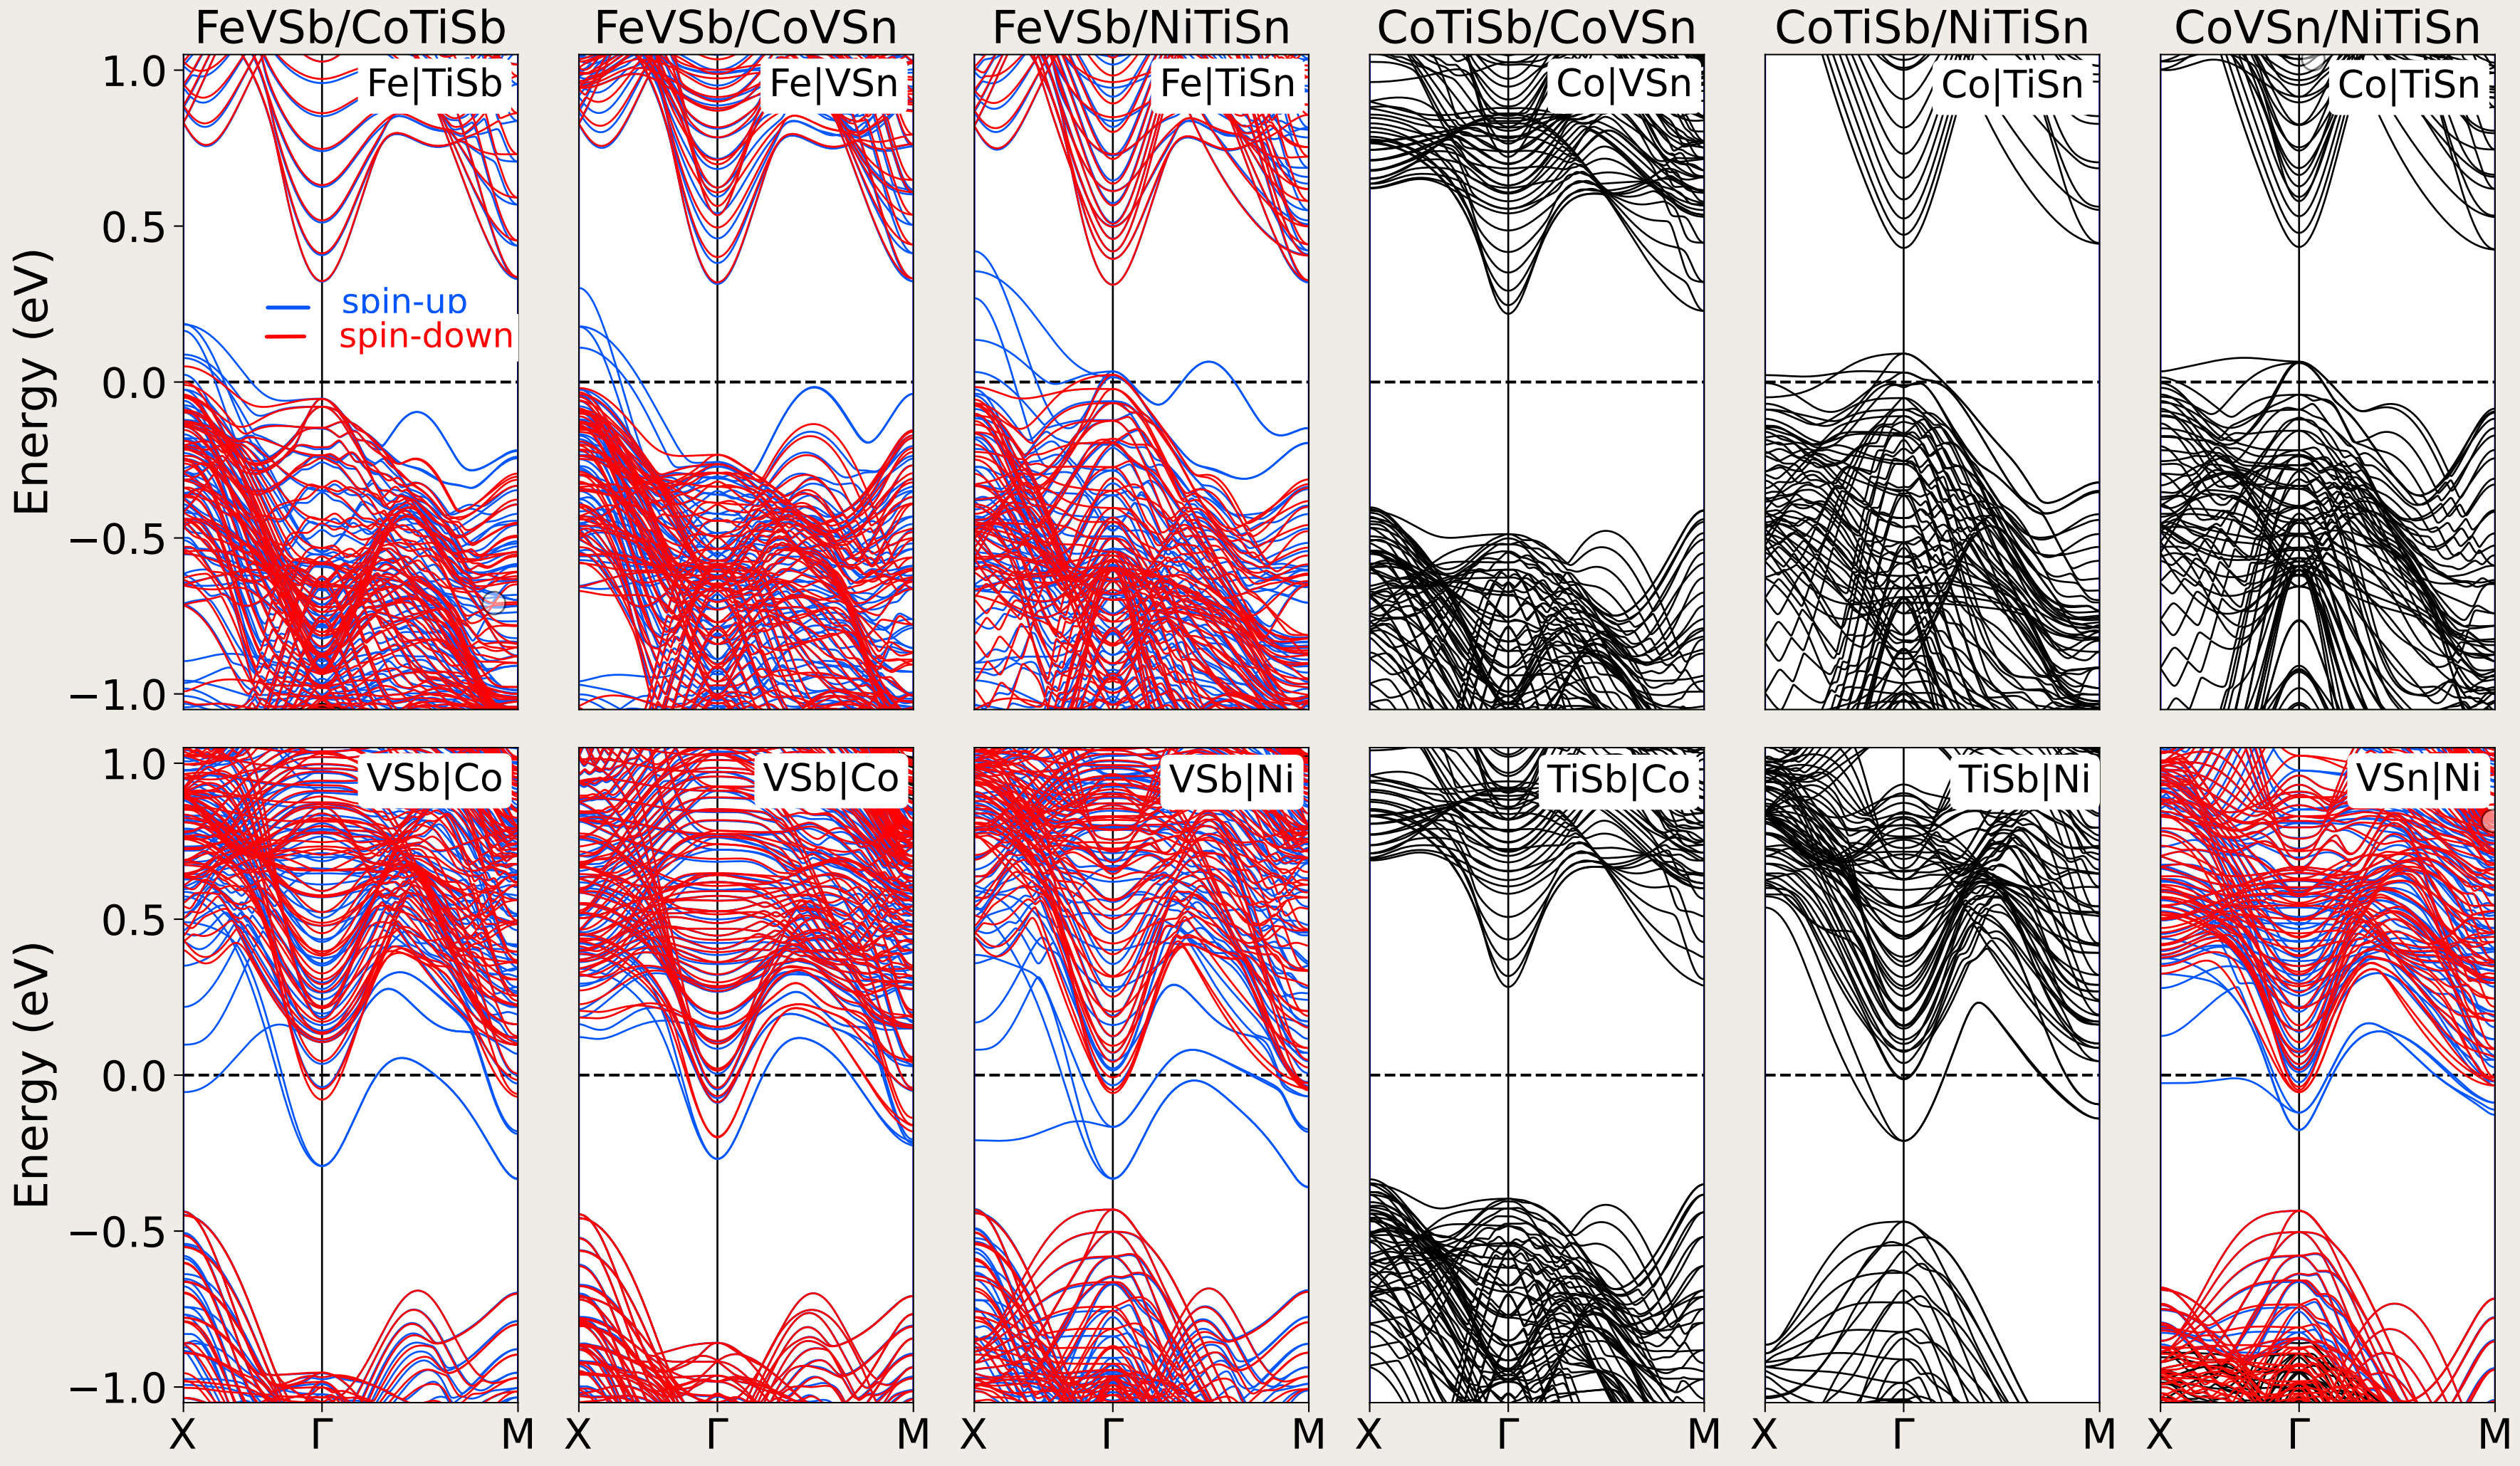 FeVSb/CoTiSb FeVSb/CoVSn FeVSb/NiTiSn CoTiSb/CoVSn CoTiSb/NiTiSn CoVSn/NiTiSn
Fe|TiSb Fe|VSn Fe|TiSn Co|VSn Co|TiSn Co|TiSn
1.0
0.5
spin-up
spin-down
0.0
−0.5
−1.0
Energy (eV)
VSb|Co VSb|Co VSb|Ni TiSb|Co TiSb|Ni VSn|Ni
1.0
0.5
0.0
−0.5
−1.0
Energy (eV)
X Γ M X Γ M X Γ M X Γ M X Γ M X Γ M